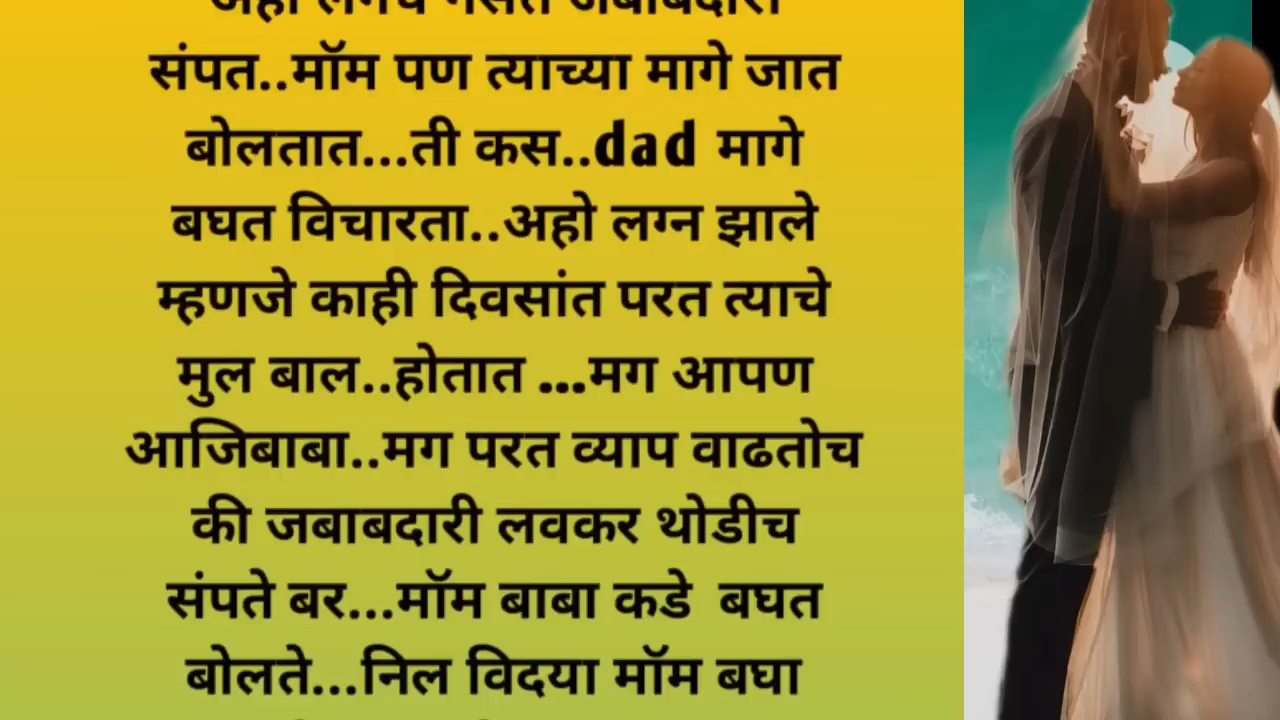 संपत..मॉम पण त्याच्या मागे जात
बोलतात...ती कस..dad मागे
बघत विचारता..अहो लग्न झाले
म्हणजे काही दिवसांत परत त्याचे
मुल बाल..होतात ...मग आपण
आजिबाबा..मग परत व्याप वाढतोच
की जबाबदारी लवकर थोडीच
संपते बर...मॉम बाबा कडे बघत
बोलते...निल विदया मॉम बघा